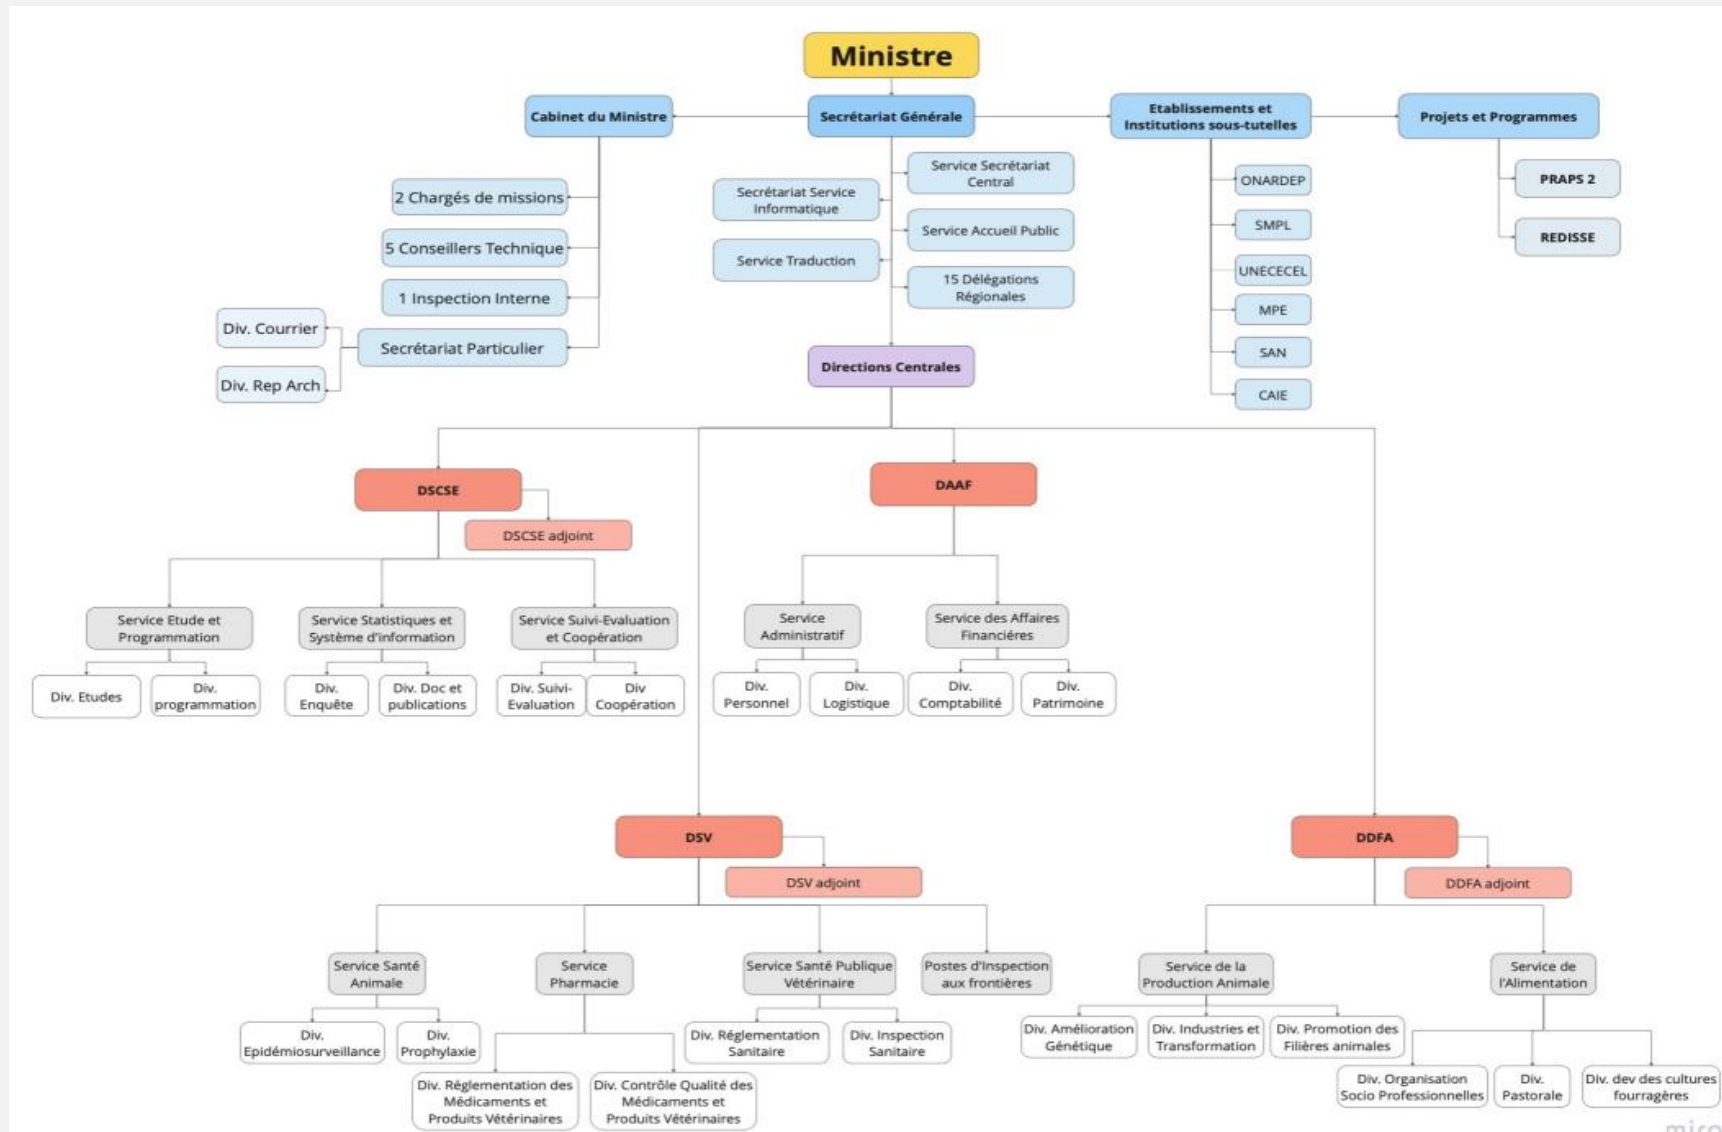 Ministre
Cabinet du Ministre
Secrétariat Générale
Etablissements et
Institutions sous-tutelles
Projets et Programmes
2 Chargés de missions
5 Conseillers Technique
1 Inspection Interne
Secrétariat Particulier
Div. Courrier
Div. Rep Arch
Secrétariat Service
Informatique
Service Traduction
Service Secrétariat
Central
Service Accueil Public
15 Délégations
Régionales
ONARDEP
SMPL
UNECECEL
MPE
SAN
CAIE
PRAPS 2
REDISSE
Directions Centrales
DSCSE
DSCSE adjoint
DAAF
Service Etude et
Programmation
Service Statistiques et
Système d'information
Service Suivi-Evaluation
et Coopération
Service
Administratif
Service des Affaires
Financiéres
Div. Etudes
Div.
programmation
Div.
Enquête
Div. Doc et
publications
Div. Suivi-
Evaluation
Div
Coopération
Div.
Personnel
Div.
Logistique
Div.
Comptabilité
Div.
Patrimoine
DSV
DSV adjoint
DDFA
DDFA adjoint
Service Santé
Animale
Service
Pharmacie
Service Santé Publique
Vétérinaire
Postes d'Inspection
aux frontières
Service de la
Production Animale
Service de
l'Alimentation
Div.
Epidémiosurveillance
Div.
Prophylaxie
Div. Réglementation des
Médicaments et
Produits Vétérinaires
Div. Contrôle Qualité des
Médicaments et
Produits Vétérinaires
Div. Réglementation
Sanitaire
Div. Inspection
Sanitaire
Div. Amélioration
Génétique
Div. Industries et
Transformation
Div. Promotion des
Filières animales
Div. Organisation
Socio Professionnelles
Div.
Pastorale
Div. dev des cultures
fourragères
miro